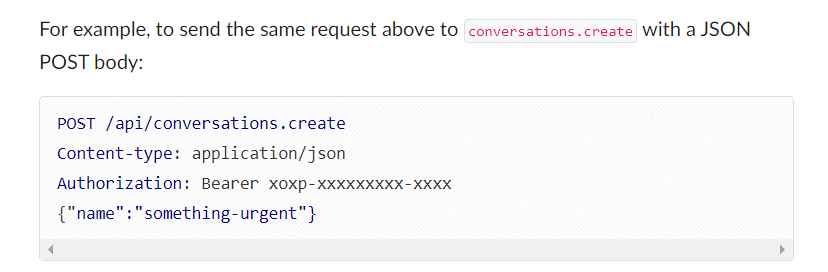 For example, to send the same request above to conversations.create with a JSON
POST body:
POST /api/conversations.create
Content-type: application/json
Authorization: Bearer xoxp-xxxxxxxxx-xxxx
{"name":"something-urgent"}